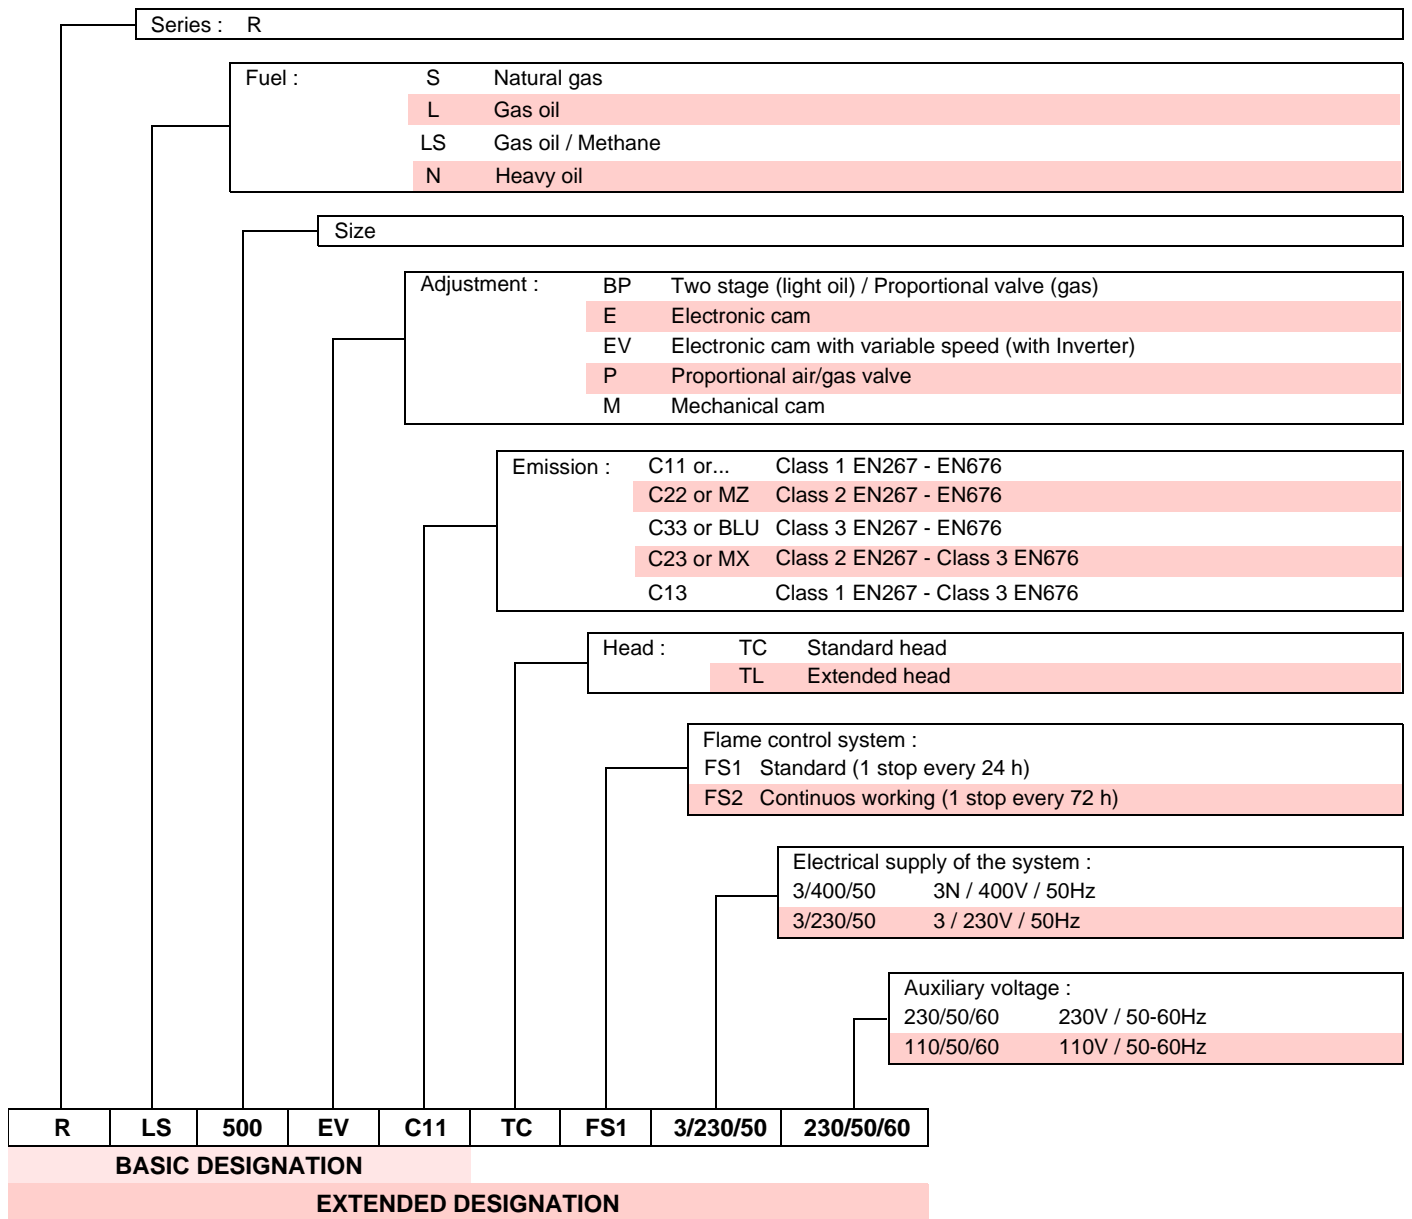 Series : R
Fuel : S Natural gas
L Gas oil
LS Gas oil / Methane
N Heavy oil
Size
Adjustment : BP Two stage (light oil) / Proportional valve (gas)
E Electronic cam
EV Electronic cam with variable speed (with Inverter)
P Proportional air/gas valve
M Mechanical cam
Emission : C11 or... Class 1 EN267 - EN676
C22 or MZ Class 2 EN267 - EN676
C33 or BLU Class 3 EN267 - EN676
C23 or MX Class 2 EN267 - Class 3 EN676
C13 Class 1 EN267 - Class 3 EN676
Head : TC Standard head
TL Extended head
Flame control system :
FS1 Standard (1 stop every 24 h)
FS2 Continuos working (1 stop every 72 h)
Electrical supply of the system :
3/400/50 3N / 400V / 50Hz
3/230/50 3 / 230V / 50Hz
Auxiliary voltage :
230/50/60 230V / 50-60Hz
110/50/60 110V / 50-60Hz
R LS 500 EV C11 TC FS1 3/230/50 230/50/60
BASIC DESIGNATION
EXTENDED DESIGNATION